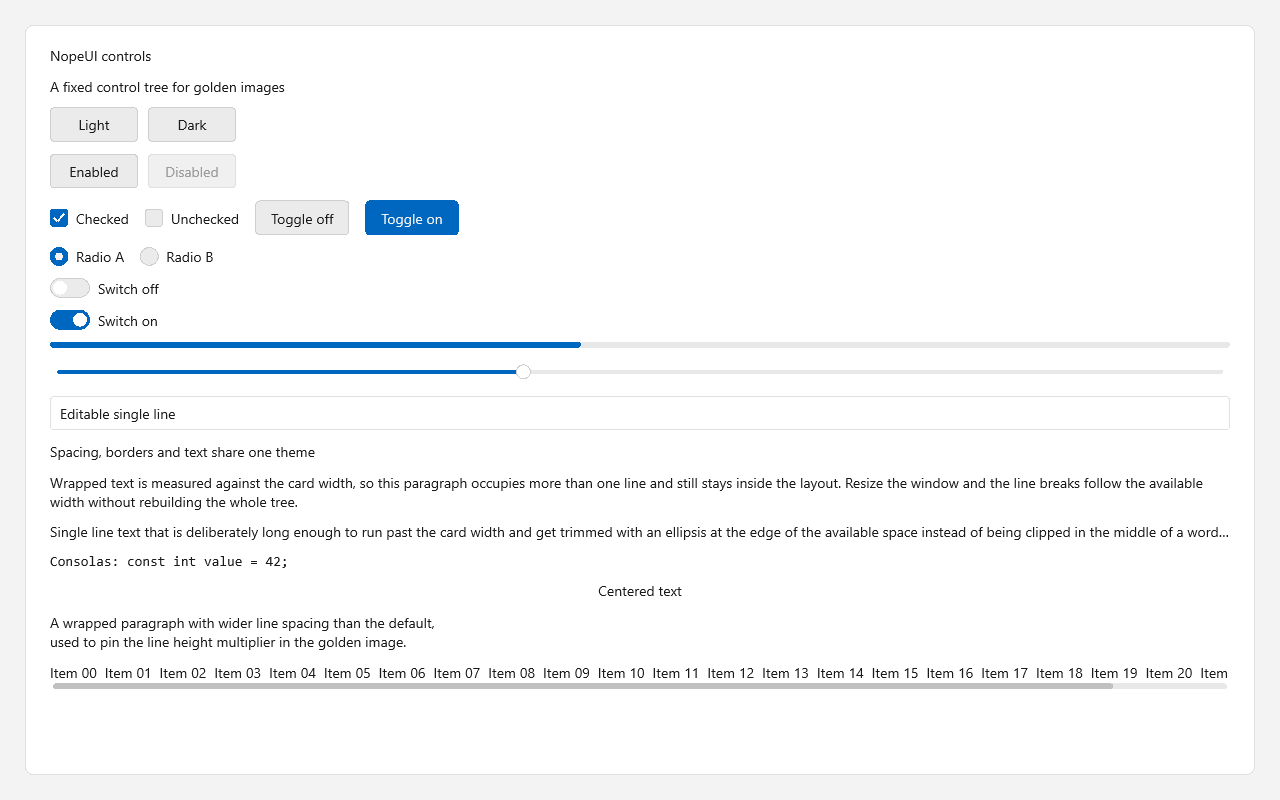 NopeUI controls
A fixed control tree for golden images
Light Dark
Enabled Disabled
Checked Unchecked Toggle off Toggle on
Radio A Radio B
Switch off
Switch on
Editable single line
Spacing, borders and text share one theme
Wrapped text is measured against the card width, so this paragraph occupies more than one line and still stays inside the layout. Resize the window and the line breaks follow the available
width without rebuilding the whole tree.
Single line text that is deliberately long enough to run past the card width and get trimmed with an ellipsis at the edge of the available space instead of being clipped in the middle of a word...
Consolas: const int value = 42;
Centered text
A wrapped paragraph with wider line spacing than the default,
used to pin the line height multiplier in the golden image.
Item 00 Item 01 Item 02 Item 03 Item 04 Item 05 Item 06 Item 07 Item 08 Item 09 Item 10 Item 11 Item 12 Item 13 Item 14 Item 15 Item 16 Item 17 Item 18 Item 19 Item 20 Item